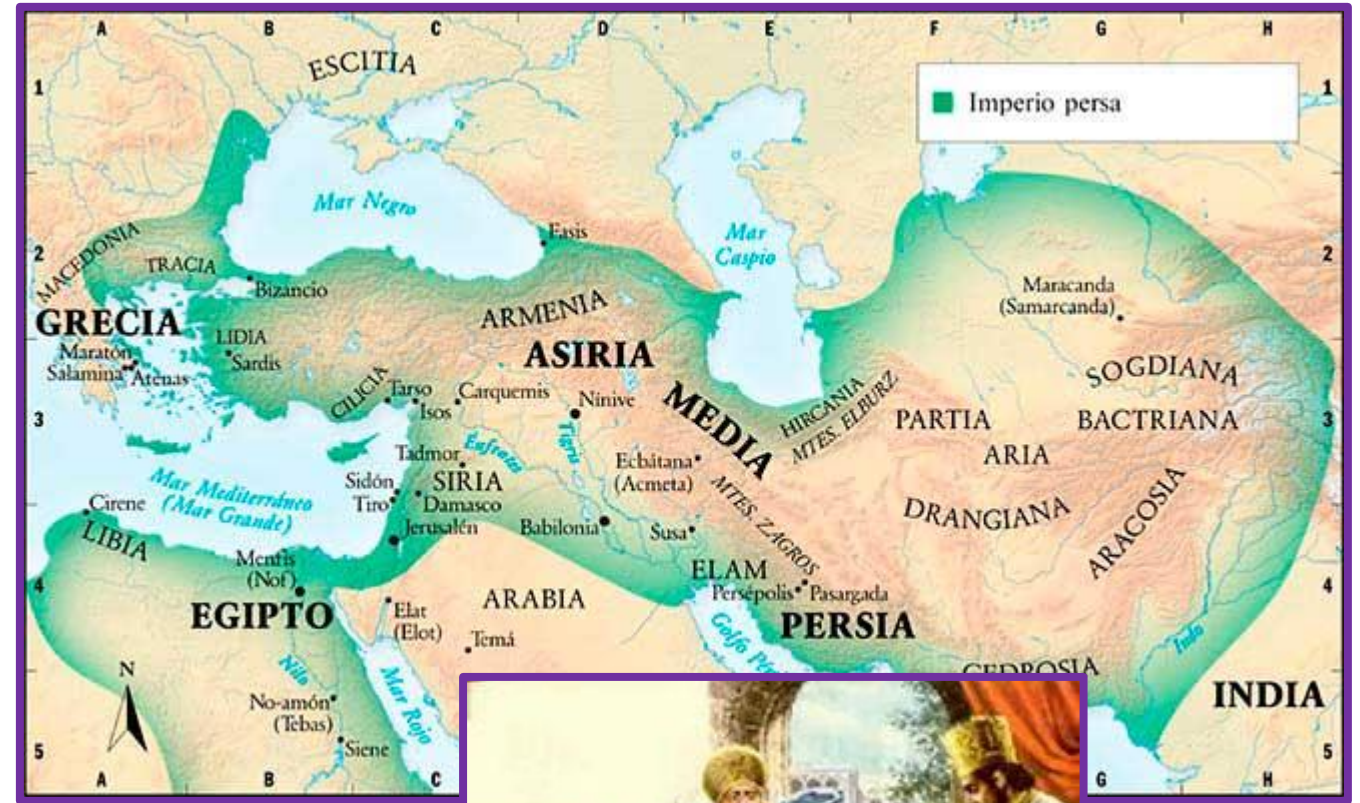 A B C D E F G H
ESCITIA
1 1
Imperio persa
Mar Negro
Fasis
Mar
Caspio
MACEDONIA
2 2
TRACIA
Bizancio
Maracanda
(Samarcanda)
ARMENIA
GRECIA
LIDIA
Sardis
ASIRIA
Maratón
Salamina
Atenas
SOGDIANA
CILICIA
Tarso
Isos
Carquemis
Nínive
MEDIA
HIRCANIA
MTES. ELBURZ
PARTIA
BACTRIANA
3 3
ARIA
Tadmor
Éufrates
Tigris
Ecbátana
(Acmeta)
Mar Mediterráneo
(Mar Grande)
Sidón
Tiro
SIRIA
Damasco
MTES. ZAGROS
DRANGIANA
ARACOSIA
Cirene
LIBIA
Jerusalén
Babilonia
Susa
Menfis
(Nof)
ELAM
4 4
Persépolis
Pasargada
EGIPTO
Elat
(Elot)
ARABIA
PERSIA
Temá
Golfo
Indo
GEDROSIA
N
Nilo
Mar Rojo
No-amón
(Tebas)
INDIA
Siene
5 5
A B C G H